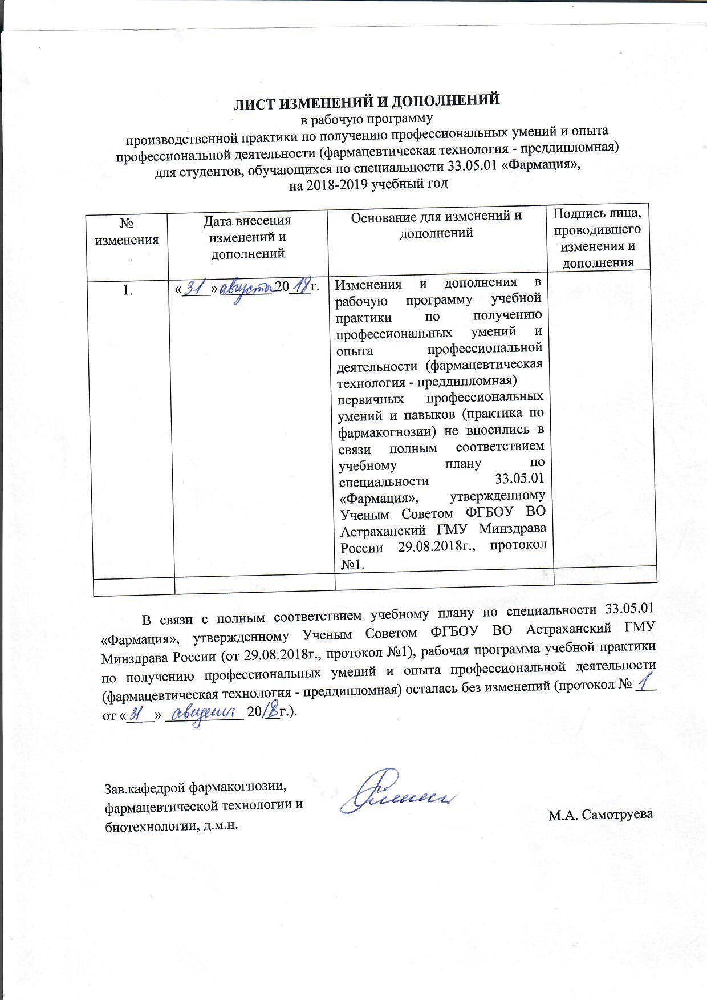 ЛИСТ ИЗМЕНЕНИЙ И ДОПОЛНЕНИЙ
в рабочую программу
производственной практики по получению профессиональных умений и опыта
профессиональной деятельности (фармацевтическая технология - преддипломная)
для студентов, обучающихся по специальности 33.05.01 «Фармация»,
на 2018-2019 учебный год
№
изменения
Дата внесения
изменений и
дополнений
Основание для изменений и
дополнений
Подпись лица,
проводившего
изменения и
дополнения
1.
«31» августа 2018г.
Изменения и дополнения в
рабочую программу учебной
практики по получению
профессиональных умений и
опыта профессиональной
деятельности (фармацевтическая
технология - преддипломная)
первичных профессиональных
умений и навыков (практика по
фармакогнозии) не вносились в
связи полным соответствием
учебному плану по
специальности 33.05.01
«Фармация», утвержденному
Ученым Советом ФГБОУ ВО
Астраханский ГМУ Минздрава
России 29.08.2018г., протокол
№1.
В связи с полным соответствием учебному плану по специальности 33.05.01
«Фармация», утвержденному Ученым Советом ФГБОУ ВО Астраханский ГМУ
Минздрава России (от 29.08.2018г., протокол №1), рабочая программа учебной практики
по получению профессиональных умений и опыта профессиональной деятельности
(фармацевтическая технология - преддипломная) осталась без изменений (протокол № 1
от «31» августа 2018г.).
Зав.кафедрой фармакогнозии,
фармацевтической технологии и
биотехнологии, д.м.н.
М.А. Самотруева